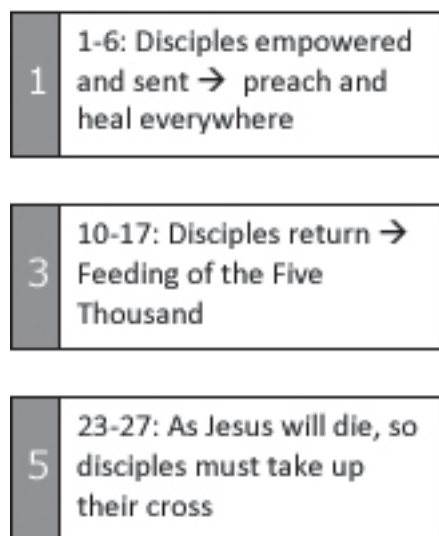 1
1-6: Disciples empowered
and sent → preach and
heal everywhere
3
10-17: Disciples return →
Feeding of the Five
Thousand
5
23-27: As Jesus will die, so
disciples must take up
their cross